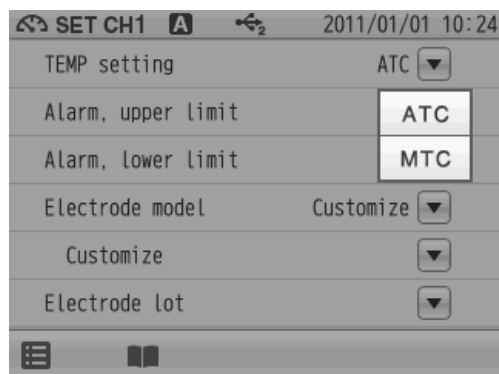 SET CH1 A 2 2011/01/01 10:24
TEMP setting ATC
Alarm, upper limit ATC
Alarm, lower limit MTC
Electrode model Customize
Customize
Electrode lot